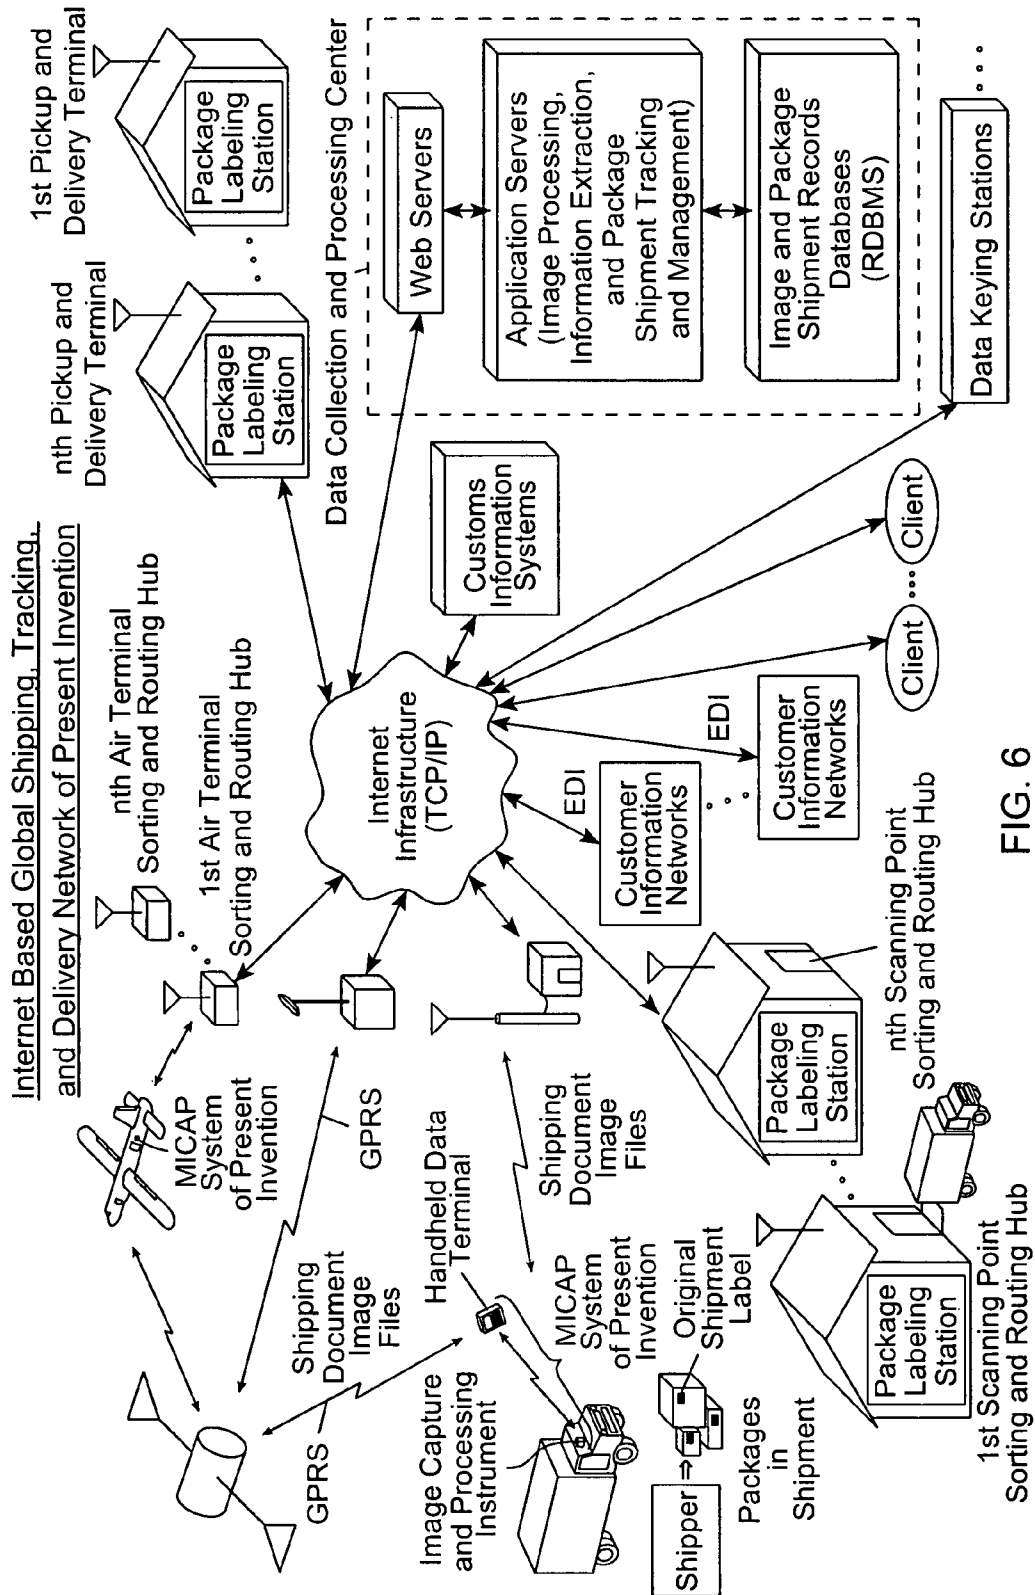 Internet Based Global Shipping, Tracking,
and Delivery Network of Present Invention
nth Air Terminal
Sorting and Routing Hub
1st Air Terminal
Sorting and Routing Hub
MICAP
System
of Present
Invention
GPRS
Shipping
Document
Image
Files
GPRS
Handheld Data
Terminal
Image Capture
and Processing
Instrument
Shipping
Document
Image
Files
MICAP
System
of Present
Invention
Original
Shipment
Label
Shipper ⇒
Packages
in
Shipment
Package
Labeling
Station
1st Scanning Point
Sorting and Routing Hub
Package
Labeling
Station
nth Scanning Point
Sorting and Routing Hub
Internet
Infrastructure
(TCP/IP)
EDI
Customer
Information
Networks
EDI
Customer
Information
Networks
Client
Client
Customs
Information
Systems
nth Pickup and
Delivery Terminal
Package
Labeling
Station
1st Pickup and
Delivery Terminal
Package
Labeling
Station
Data Collection and Processing Center
Web Servers
Application Servers
(Image Processing,
Information Extraction,
and Package
Shipment Tracking
and Management)
Image and Package
Shipment Records
Databases
(RDBMS)
Data Keying Stations
FIG. 6